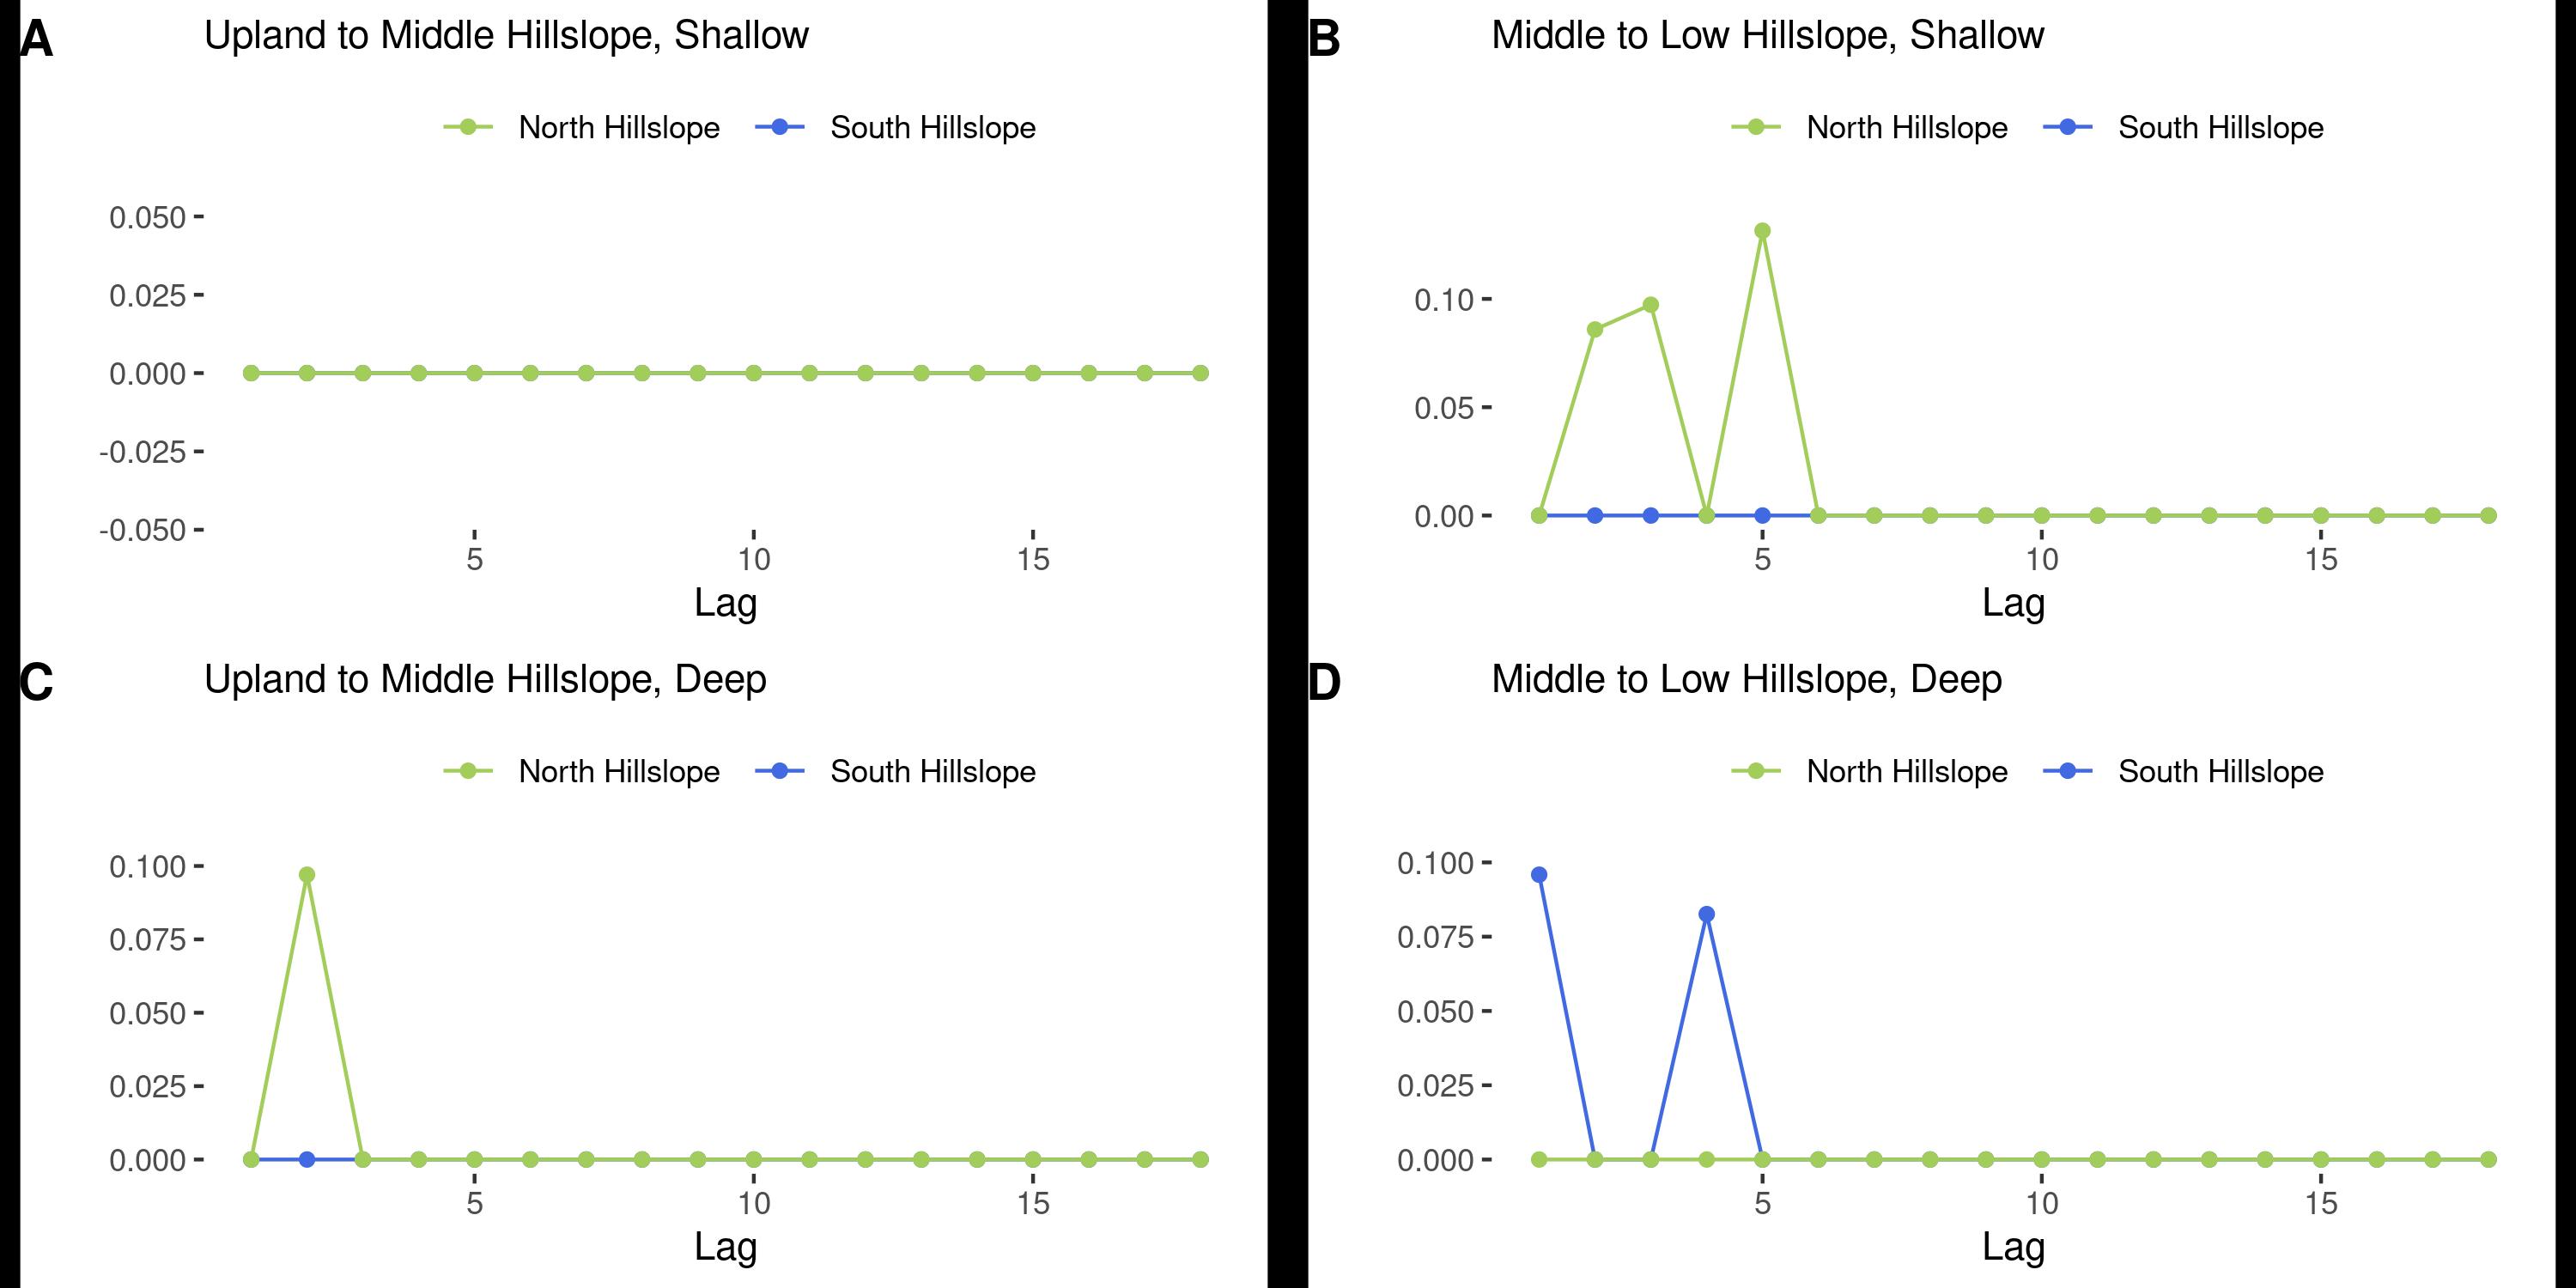 A Upland to Middle Hillslope, Shallow
North Hillslope South Hillslope
0.050
0.025
0.000
-0.025
-0.050
5 10 15
Lag
B Middle to Low Hillslope, Shallow
North Hillslope South Hillslope
0.10
0.05
0.00
5 10 15
Lag
C Upland to Middle Hillslope, Deep
North Hillslope South Hillslope
0.100
0.075
0.050
0.025
0.000
5 10 15
Lag
D Middle to Low Hillslope, Deep
North Hillslope South Hillslope
0.100
0.075
0.050
0.025
0.000
5 10 15
Lag